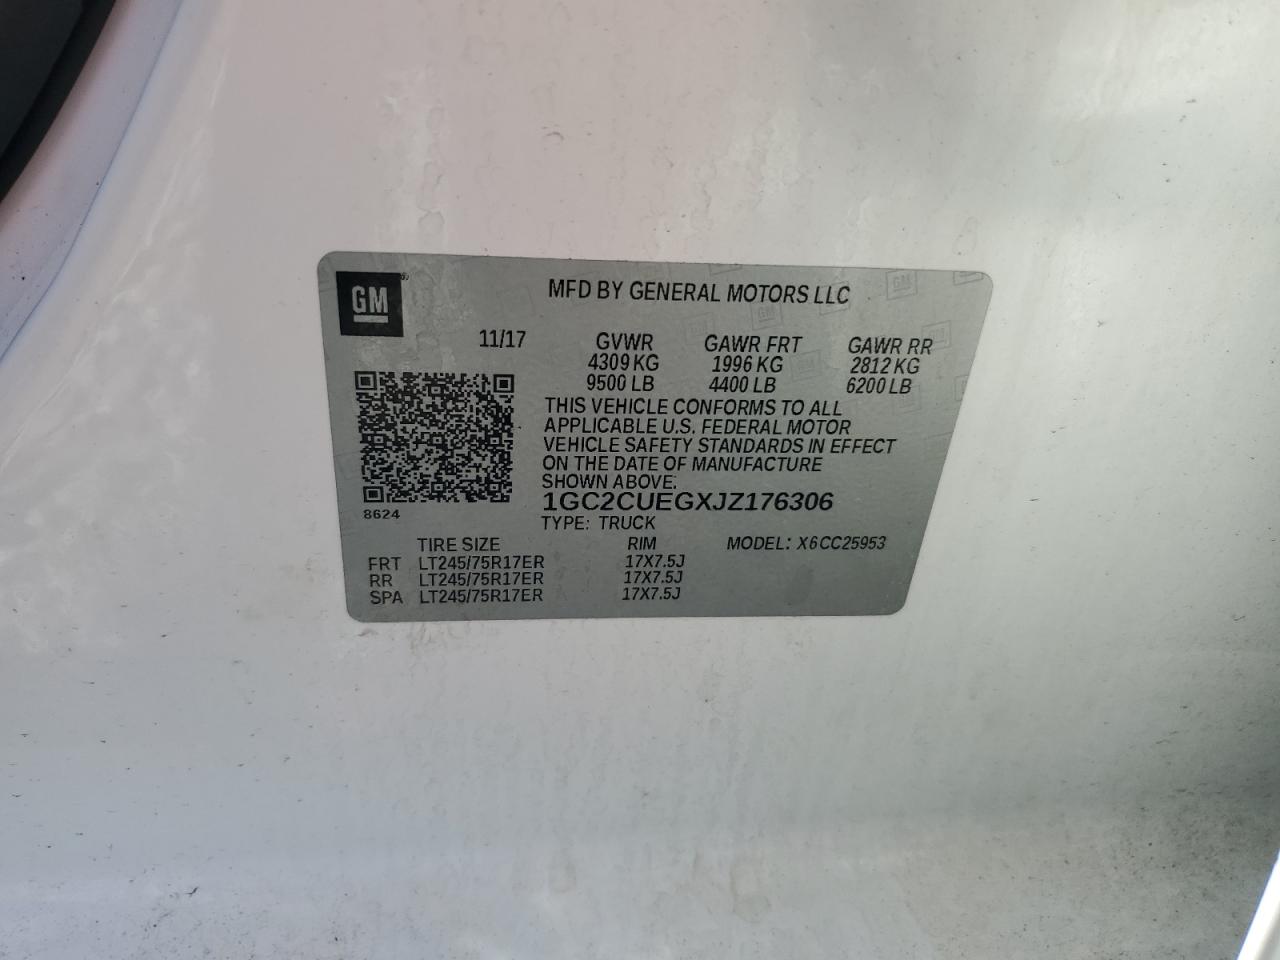 GM
MFD BY GENERAL MOTORS LLC
11/17 GVWR GAWR FRT GAWR RR
4309 KG 1996 KG 2812 KG
9500 LB 4400 LB 6200 LB
THIS VEHICLE CONFORMS TO ALL
APPLICABLE U.S. FEDERAL MOTOR
VEHICLE SAFETY STANDARDS IN EFFECT
ON THE DATE OF MANUFACTURE
SHOWN ABOVE.
8624 1GC2CUEGXJZ176306
TYPE: TRUCK
TIRE SIZE RIM MODEL: X6CC25953
FRT LT245/75R17ER 17X7.5J
RR LT245/75R17ER 17X7.5J
SPA LT245/75R17ER 17X7.5J